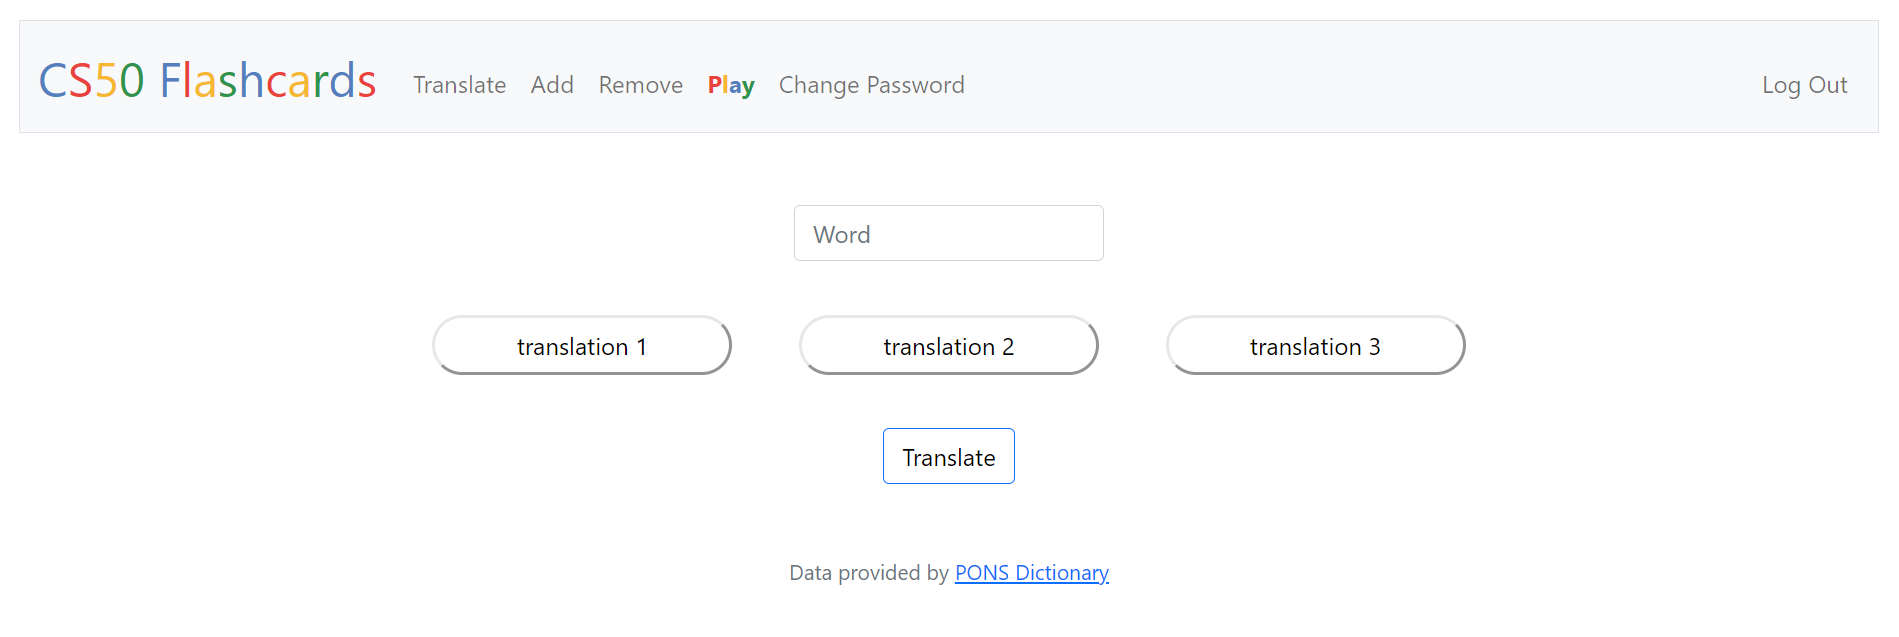 CS50 Flashcards Translate Add Remove Play Change Password Log Out
Word
translation 1 translation 2 translation 3
Translate
Data provided by PONS Dictionary